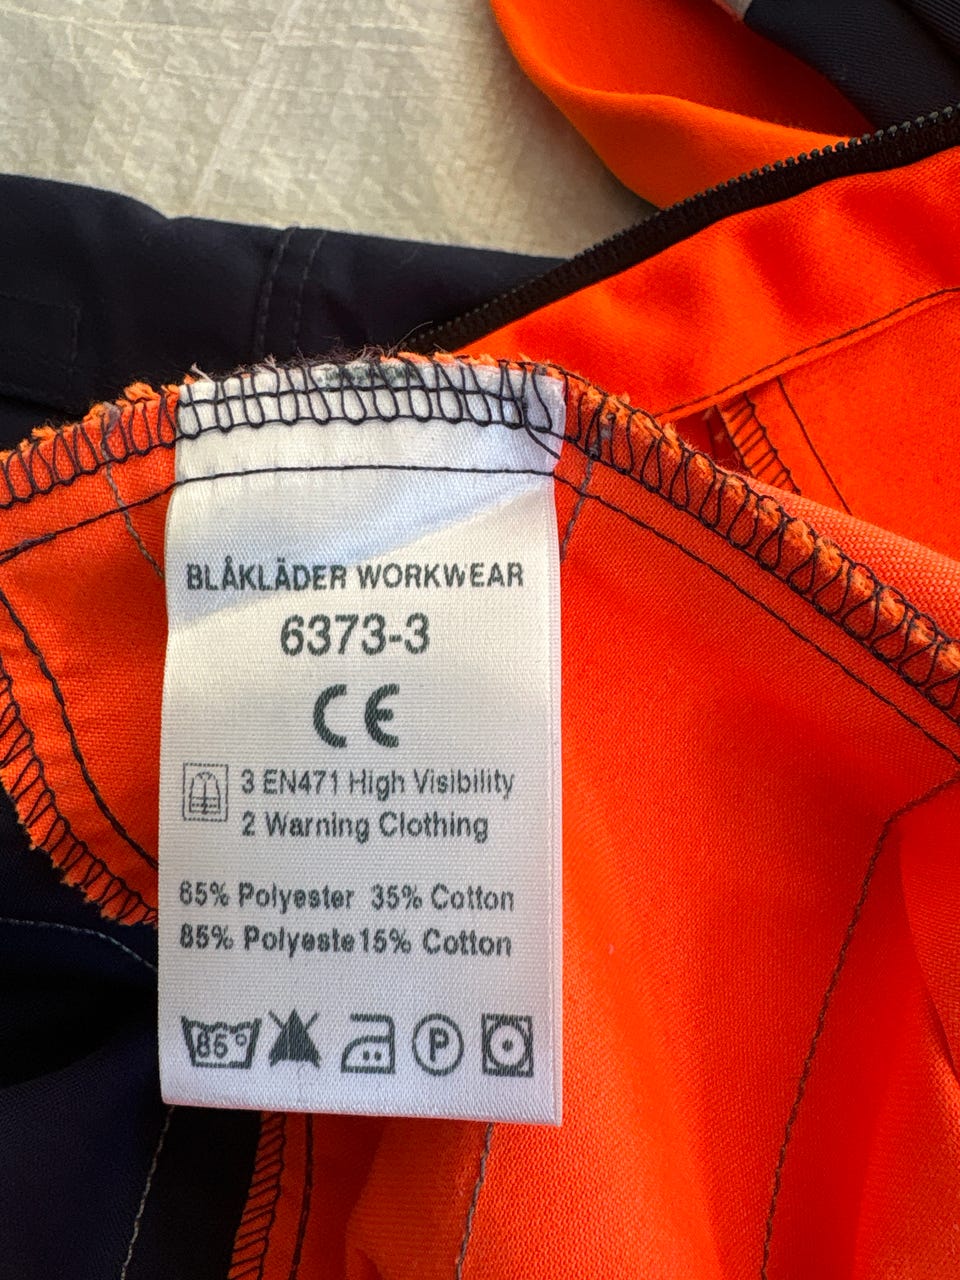 BLÅKLÄDER WORKWEAR
6373-3
CE
3 EN471 High Visibility
2 Warning Clothing
65% Polyester 35% Cotton
85% Polyeste15% Cotton
85° P